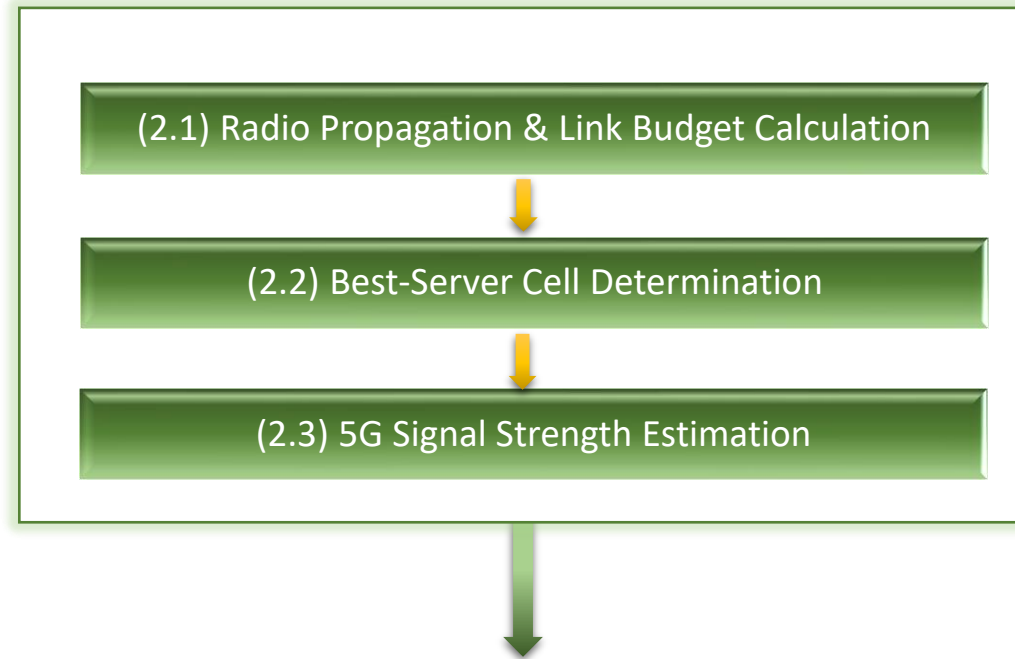 (2.1) Radio Propagation & Link Budget Calculation
(2.2) Best-Server Cell Determination
(2.3) 5G Signal Strength Estimation